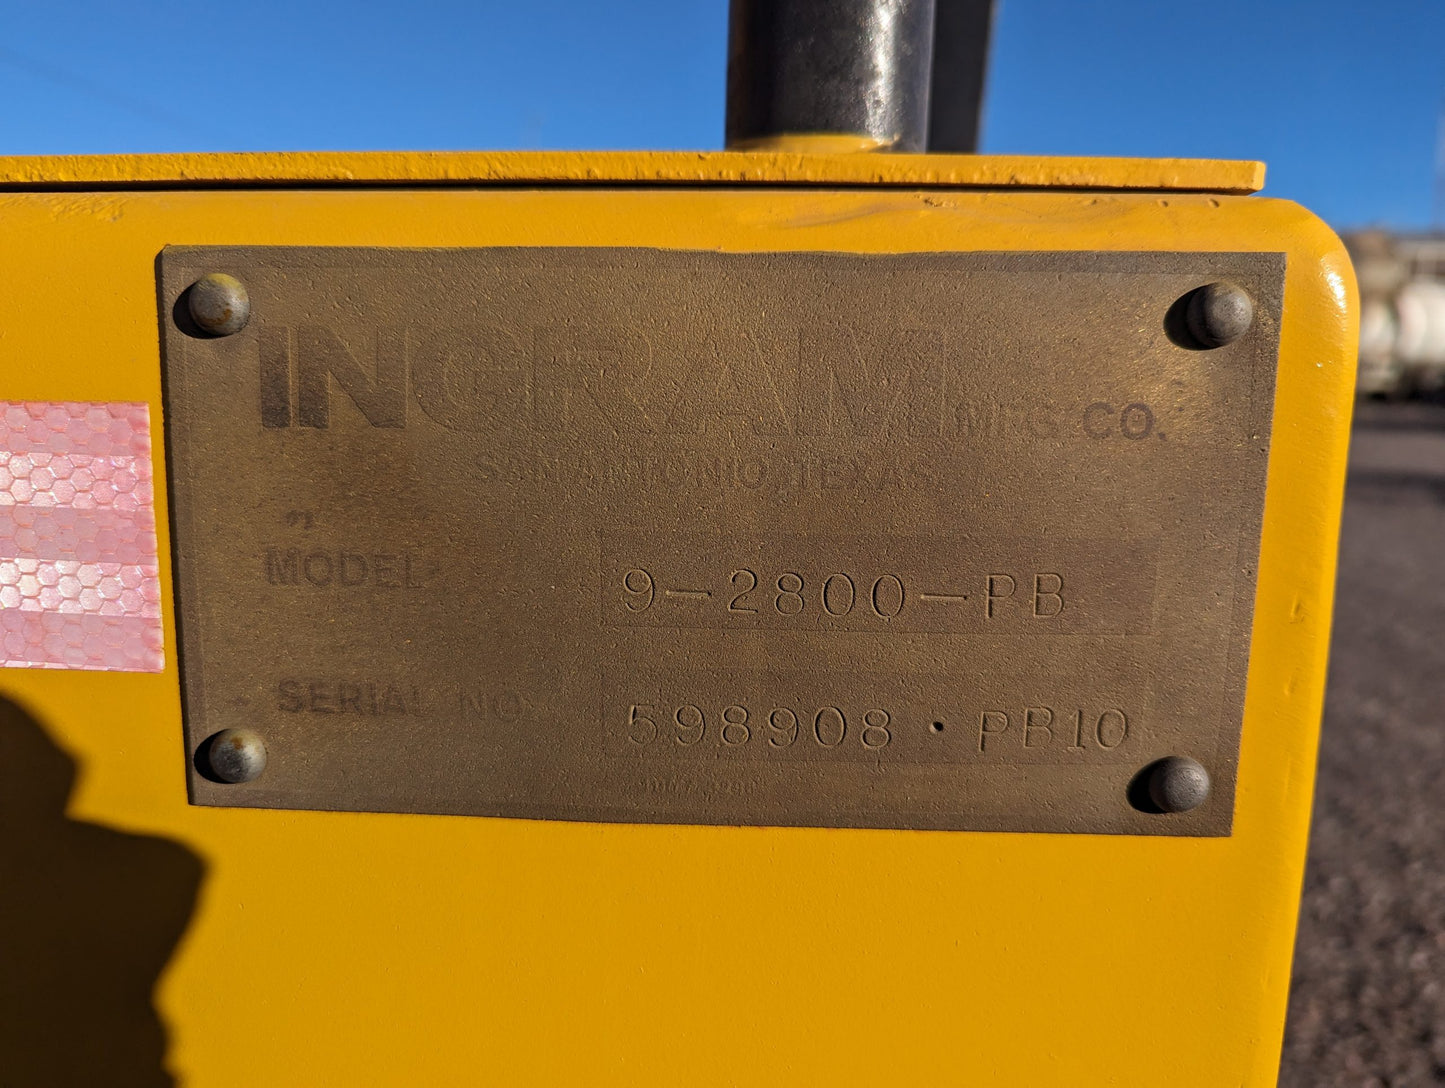 INGRAM MFG CO.
SAN ANTONIO, TEXAS
MODEL 9-2800-PB
SERIAL NO 598908 · PB10